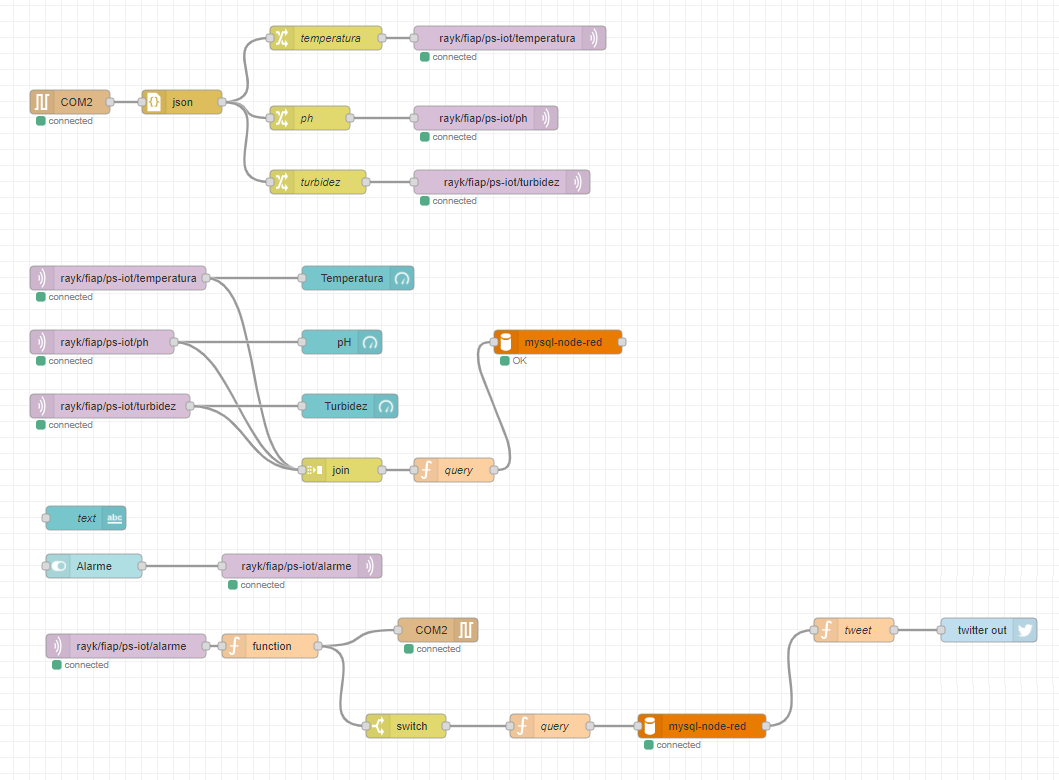 temperatura
rayk/fiap/ps-iot/temperatura
connected
COM2
json
connected
ph
rayk/fiap/ps-iot/ph
connected
turbidez
rayk/fiap/ps-iot/turbidez
connected
rayk/fiap/ps-iot/temperatura
Temperatura
connected
rayk/fiap/ps-iot/ph
pH
mysql-node-red
connected
OK
rayk/fiap/ps-iot/turbidez
Turbidez
connected
join
query
text
abc
Alarme
rayk/fiap/ps-iot/alarme
connected
COM2
tweet
twitter out
rayk/fiap/ps-iot/alarme
function
connected
connected
switch
query
mysql-node-red
connected